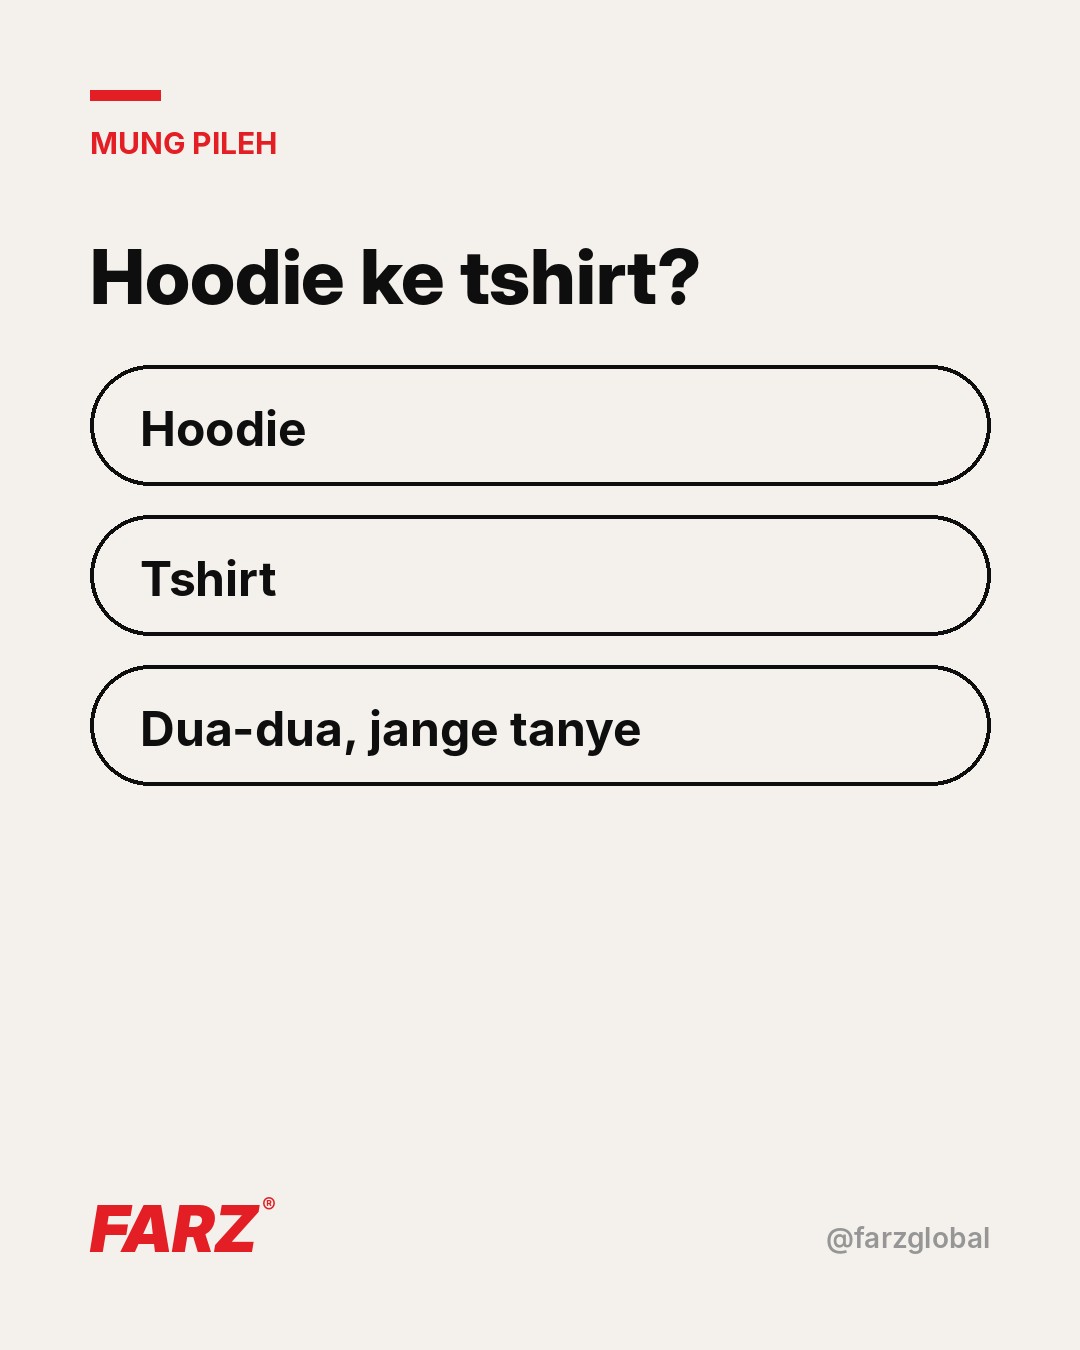 MUNG PILEH
Hoodie ke tshirt?
Hoodie
Tshirt
Dua-dua, jange tanye
FARZ®
@farzglobal